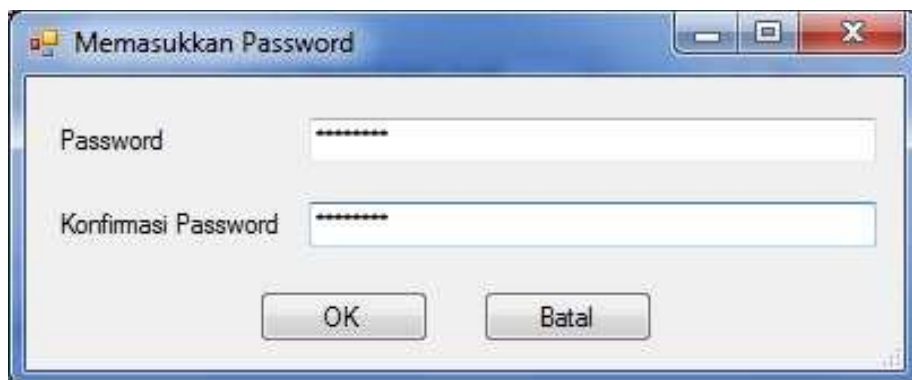 Memasukkan Password
Password ********
Konfirmasi Password ********
OK Batal